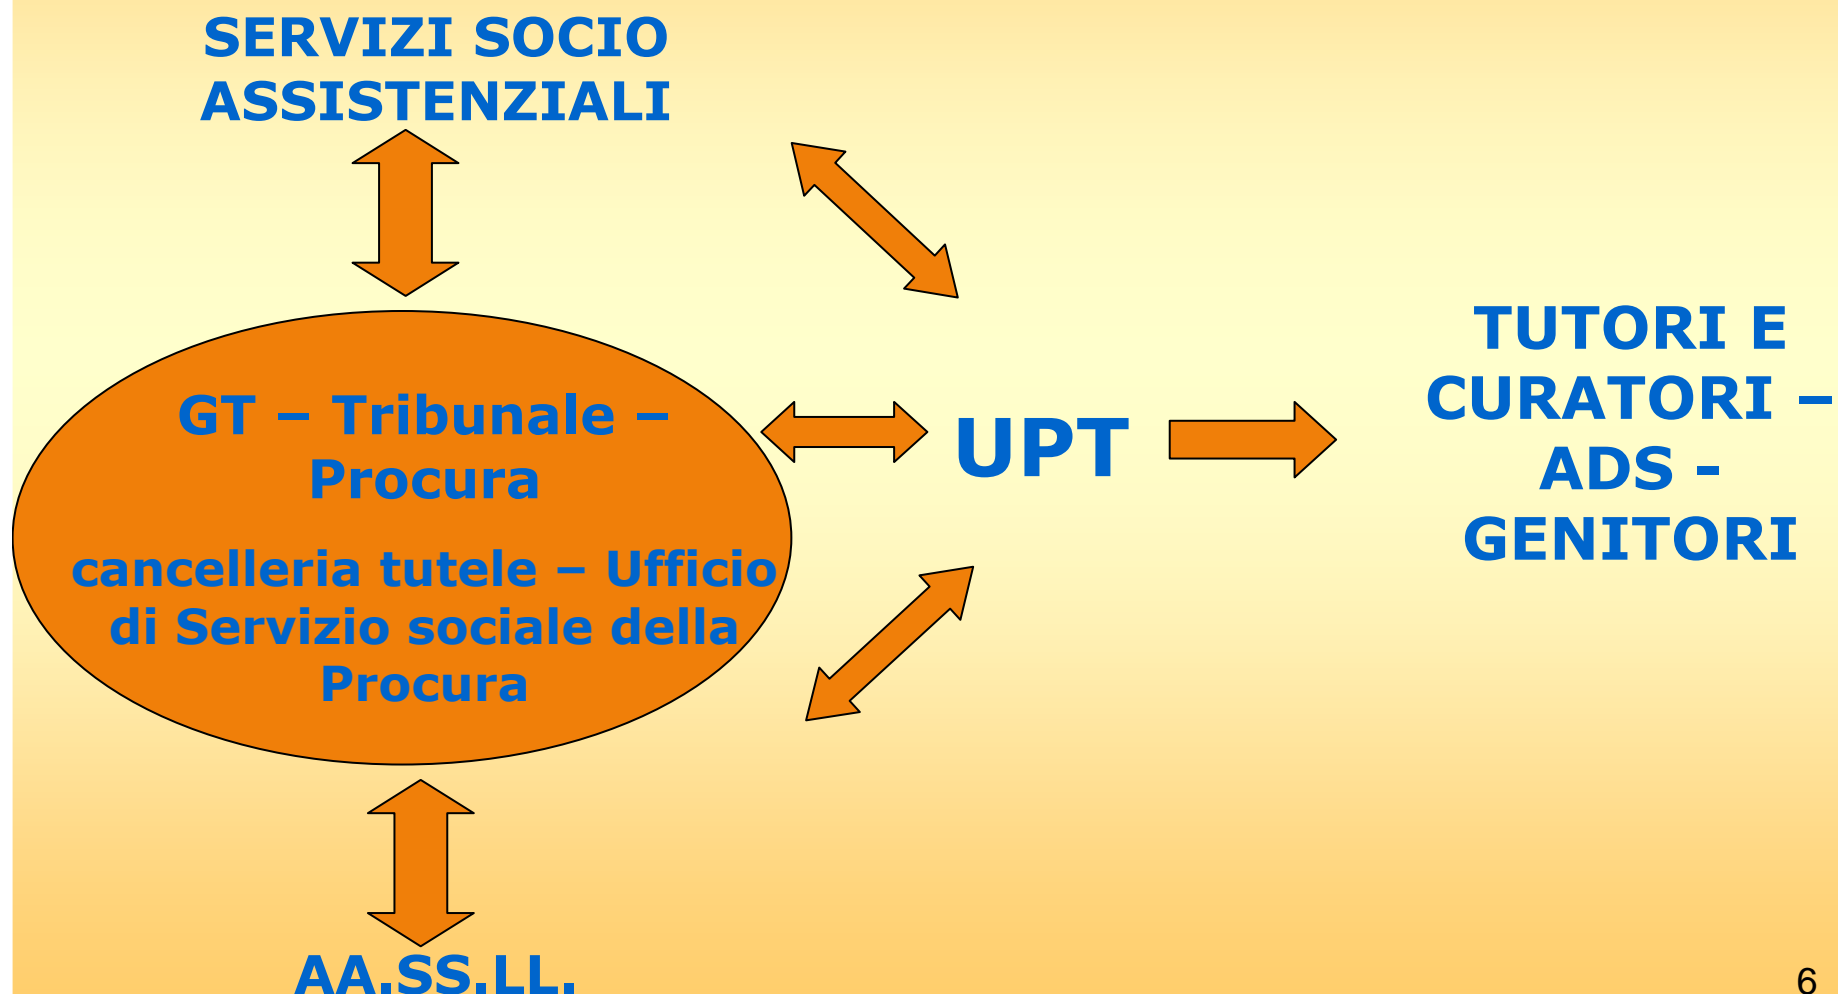 SERVIZI SOCIO
ASSISTENZIALI
GT – Tribunale –
Procura
cancelleria tutele – Ufficio
di Servizio sociale della
Procura
UPT
TUTORI E
CURATORI –
ADS -
GENITORI
AA.SS.LL.
6